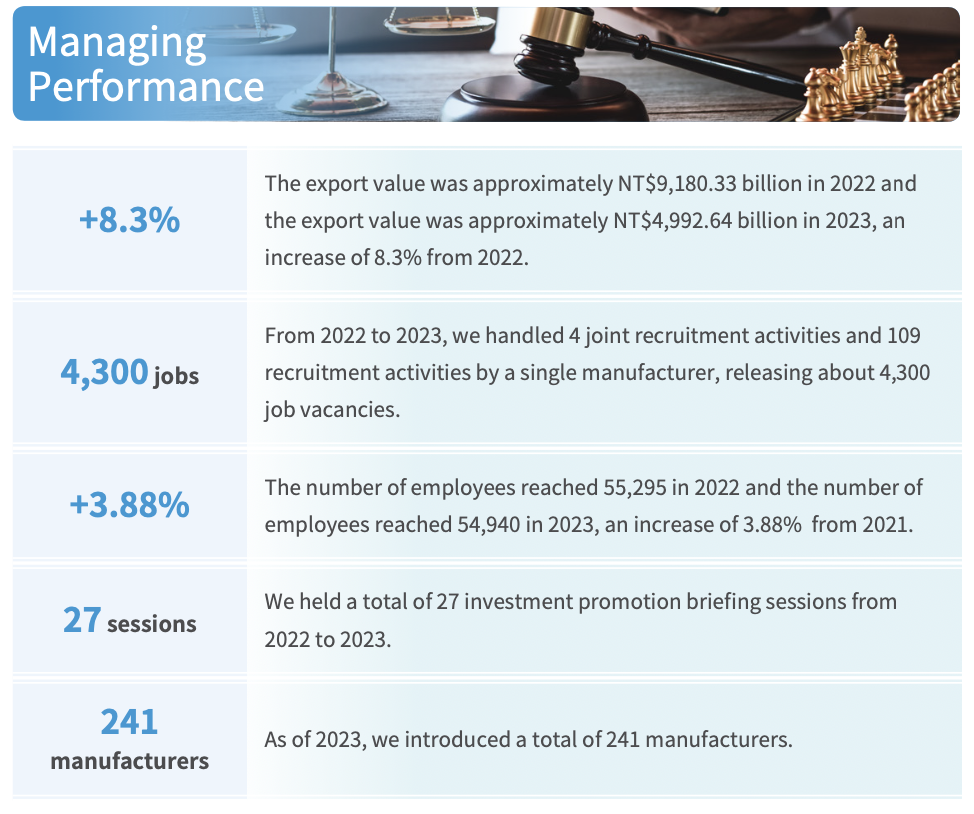 Managing
Performance
+8.3%
The export value was approximately NT$9,180.33 billion in 2022 and
the export value was approximately NT$4,992.64 billion in 2023, an
increase of 8.3% from 2022.
4,300 jobs
From 2022 to 2023, we handled 4 joint recruitment activities and 109
recruitment activities by a single manufacturer, releasing about 4,300
job vacancies.
+3.88%
The number of employees reached 55,295 in 2022 and the number of
employees reached 54,940 in 2023, an increase of 3.88% from 2021.
27 sessions
We held a total of 27 investment promotion briefing sessions from
2022 to 2023.
241
manufacturers
As of 2023, we introduced a total of 241 manufacturers.